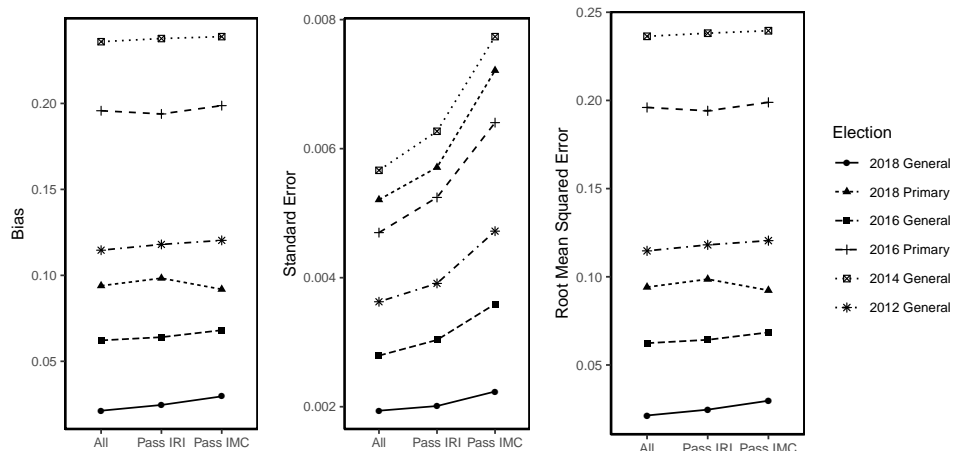 Bias
0.20
0.15
0.10
0.05
All Pass IRI Pass IMC
Standard Error
0.008
0.006
0.004
0.002
All Pass IRI Pass IMC
Root Mean Squared Error
0.25
0.20
0.15
0.10
0.05
All Pass IRI Pass IMC
Election
2018 General
2018 Primary
2016 General
2016 Primary
2014 General
2012 General